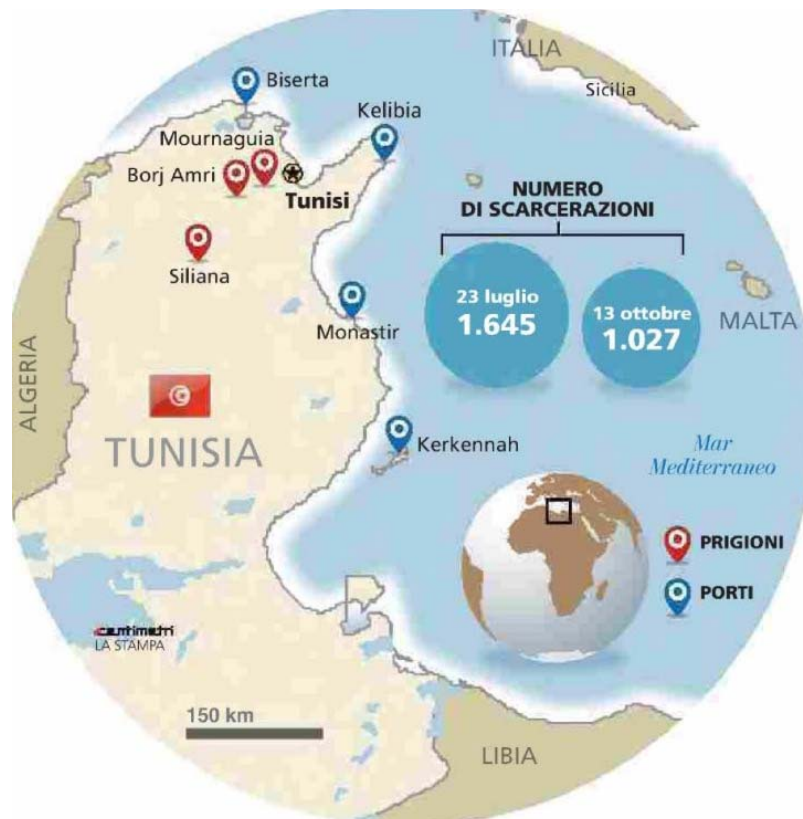 ITALIA
Sicilia
Biserta
Kelibia
Mournaguia
Borj Amri
Tunisi
NUMERO
DI SCARCERAZIONI
Siliana
23 luglio
1.645
13 ottobre
1.027
MALTA
Monastir
ALGERIA
TUNISIA
Kerkennah
Mar
Mediterraneo
PRIGIONI
PORTI
centimetri
LA STAMPA
150 km
LIBIA